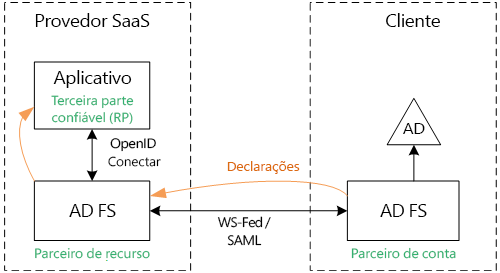 Provedor SaaS
Cliente
Aplicativo
Terceira parte
confiável (RP)
AD
OpenID
Conectar
Declarações
AD FS
WS-Fed /
SAML
AD FS
Parceiro de recurso
Parceiro de conta